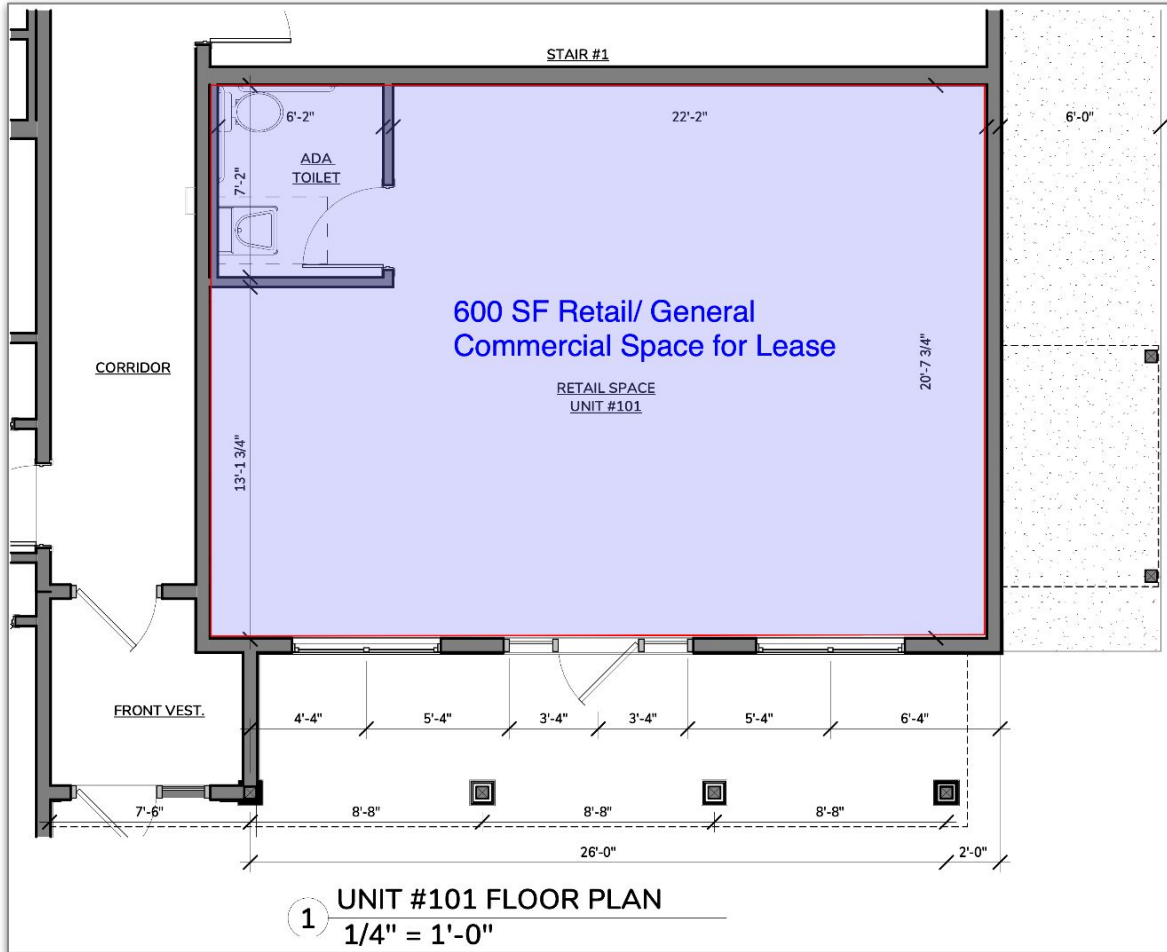 STAIR #1
6'-2"
22'-2"
6'-0"
ADA
TOILET
7'-2"
600 SF Retail/ General
Commercial Space for Lease
RETAIL SPACE
UNIT #101
20'-7 3/4"
CORRIDOR
13'-1 3/4"
FRONT VEST.
4'-4"
5'-4"
3'-4"
3'-4"
5'-4"
6'-4"
7'-6"
8'-8"
8'-8"
8'-8"
26'-0"
2'-0"
1
UNIT #101 FLOOR PLAN
1/4" = 1'-0"